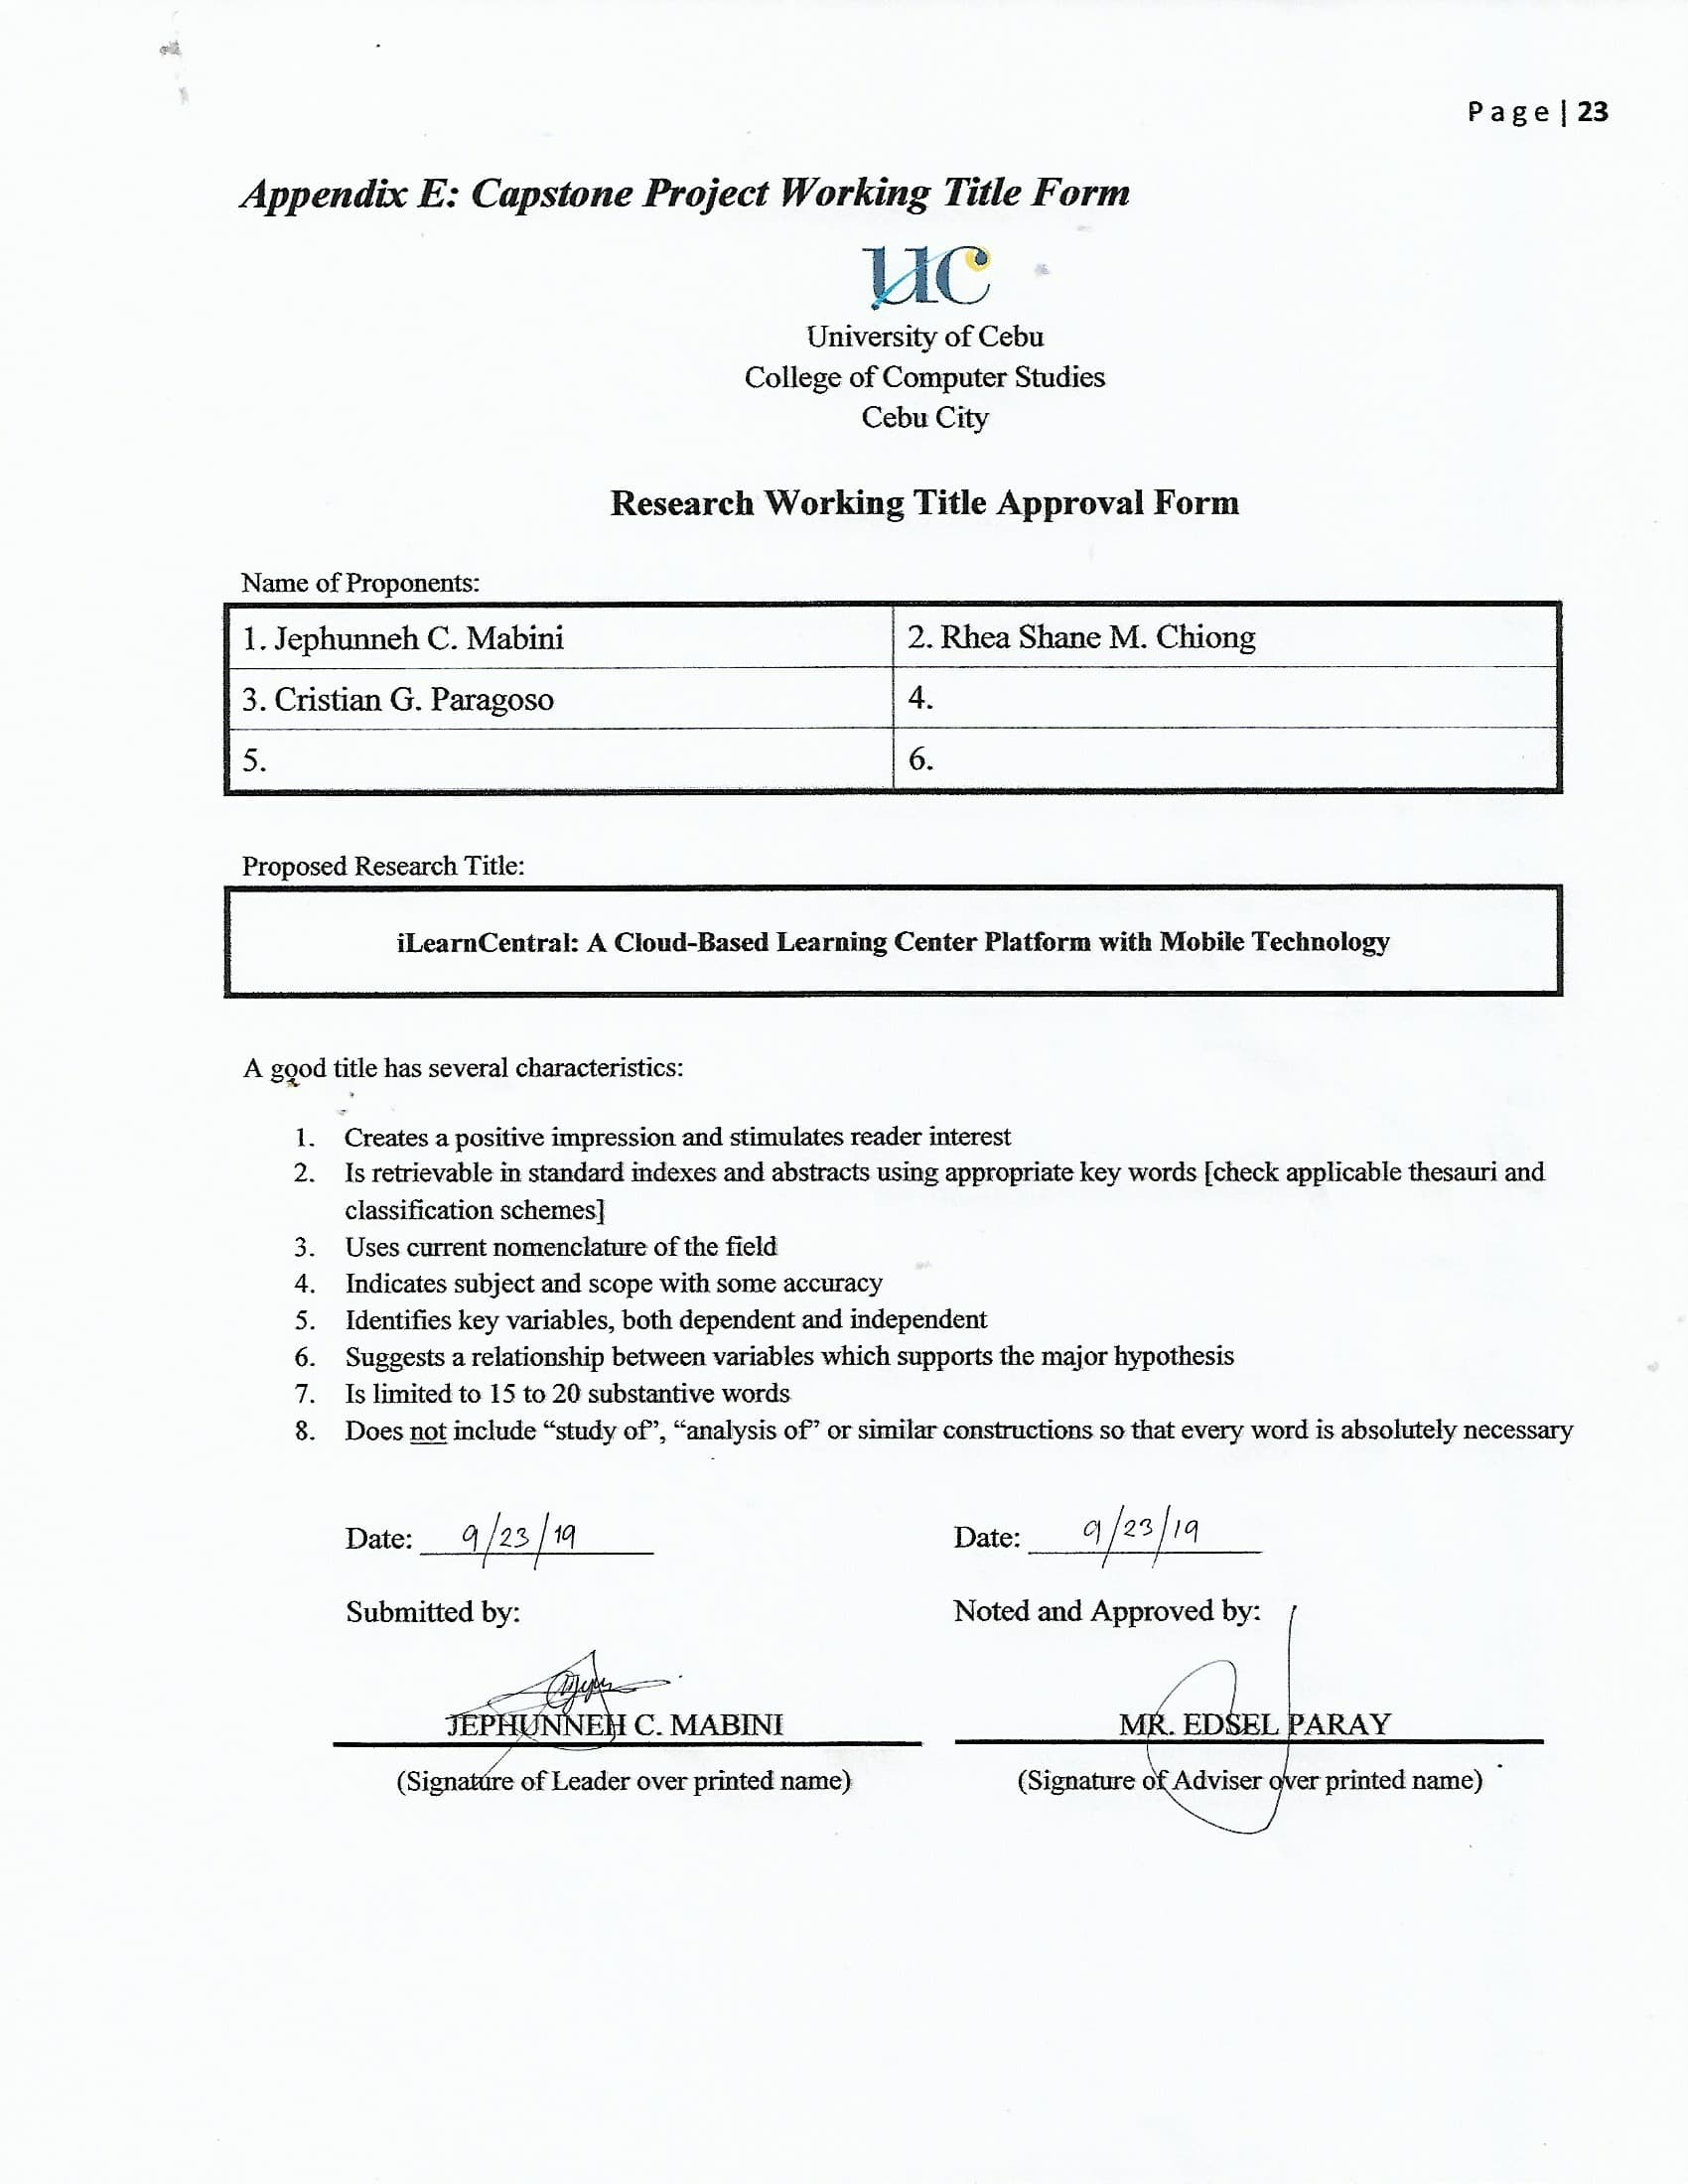 Page | 23
Appendix E: Capstone Project Working Title Form
UC
University of Cebu
College of Computer Studies
Cebu City
Research Working Title Approval Form
Name of Proponents:
1. Jephunneh C. Mabini
2. Rhea Shane M. Chiong
3. Cristian G. Paragoso
4.
5.
6.
Proposed Research Title:
iLearnCentral: A Cloud-Based Learning Center Platform with Mobile Technology
A good title has several characteristics:
1. Creates a positive impression and stimulates reader interest
2. Is retrievable in standard indexes and abstracts using appropriate key words [check applicable thesauri and
classification schemes]
3. Uses current nomenclature of the field
4. Indicates subject and scope with some accuracy
5. Identifies key variables, both dependent and independent
6. Suggests a relationship between variables which supports the major hypothesis
7. Is limited to 15 to 20 substantive words
8. Does not include “study of”, “analysis of” or similar constructions so that every word is absolutely necessary
Date: 9/23/19
Date: 9/23/19
Submitted by:
Noted and Approved by:
JEPHUNNEH C. MABINI
MR. EDSEL PARAY
(Signature of Leader over printed name)
(Signature of Adviser over printed name)